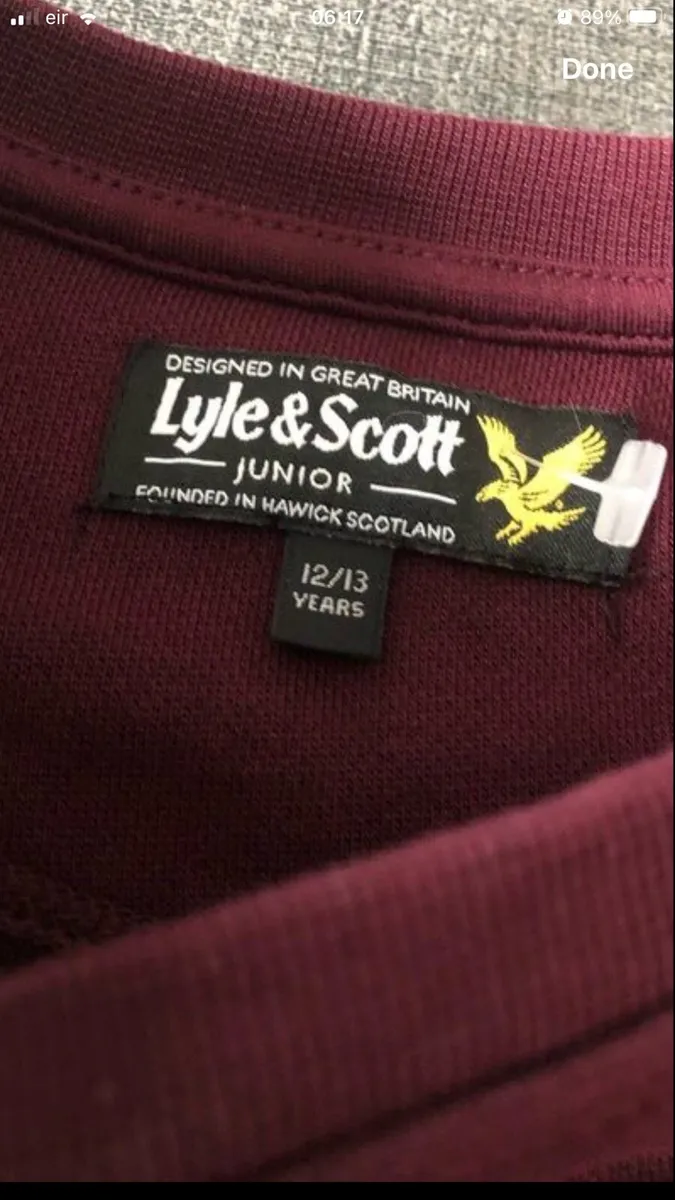 eir 06:17 89%
Done
DESIGNED IN GREAT BRITAIN
Lyle & Scott
JUNIOR
FOUNDED IN HAWICK SCOTLAND
12/13
YEARS